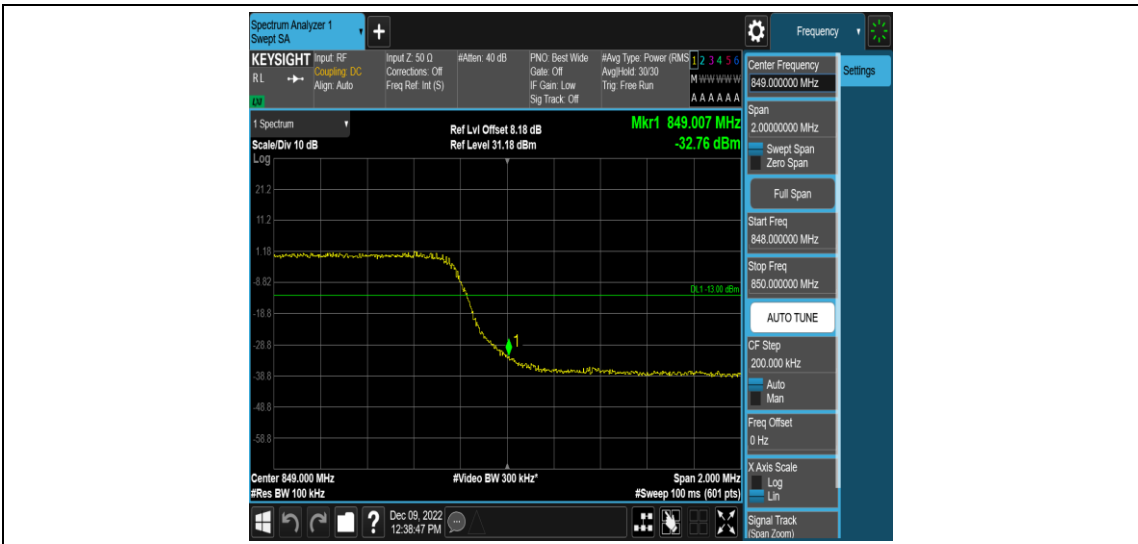 Spectrum Analyzer 1
Swept SA
+
Frequency
KEYSIGHT
RL
LXI
Input: RF
Coupling: DC
Align: Auto
Input Z: 50 Ω
Corrections: Off
Freq Ref: Int (S)
#Atten: 40 dB
PNO: Best Wide
Gate: Off
IF Gain: Low
Sig Track: Off
#Avg Type: Power (RMS
Avg|Hold: 30/30
Trig: Free Run
1 2 3 4 5 6
M W W W W W
A A A A A A
1 Spectrum
Scale/Div 10 dB
Log
Ref Lvl Offset 8.18 dB
Ref Level 31.18 dBm
Mkr1 849.007 MHz
-32.76 dBm
21.2
11.2
1.18
-8.82
-18.8
-28.8
-38.8
-48.8
-58.8
DL1 -13.00 dBm
1
Center 849.000 MHz
#Res BW 100 kHz
#Video BW 300 kHz*
Span 2.000 MHz
#Sweep 100 ms (601 pts)
?
Dec 09, 2022
12:38:47 PM
Center Frequency
849.000000 MHz
Settings
Span
2.00000000 MHz
Swept Span
Zero Span
Full Span
Start Freq
848.000000 MHz
Stop Freq
850.000000 MHz
AUTO TUNE
CF Step
200.000 kHz
Auto
Man
Freq Offset
0 Hz
X Axis Scale
Log
Lin
Signal Track
(Span Zoom)